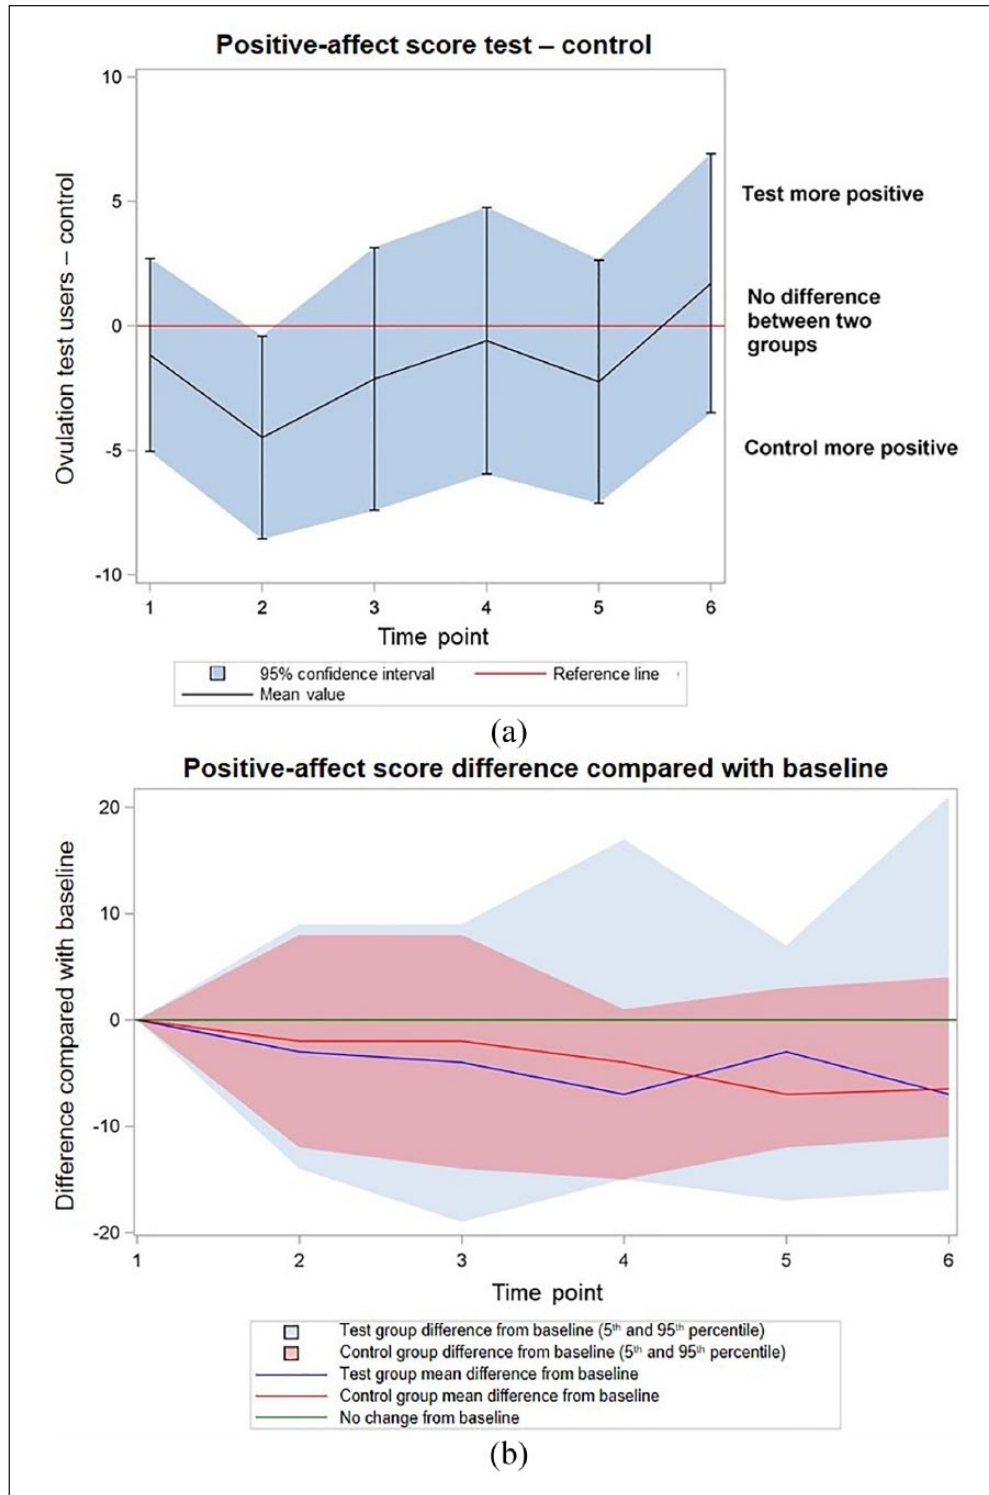 Positive-affect score test – control
Ovulation test users – control
10
5
0
-5
-10
Test more positive
No difference
between two
groups
Control more positive
1 2 3 4 5 6
Time point
95% confidence interval Reference line
Mean value
(a)
Positive-affect score difference compared with baseline
Difference compared with baseline
20
10
0
-10
-20
1 2 3 4 5 6
Time point
Test group difference from baseline (5th and 95th percentile)
Control group difference from baseline (5th and 95th percentile)
Test group mean difference from baseline
Control group mean difference from baseline
No change from baseline
(b)